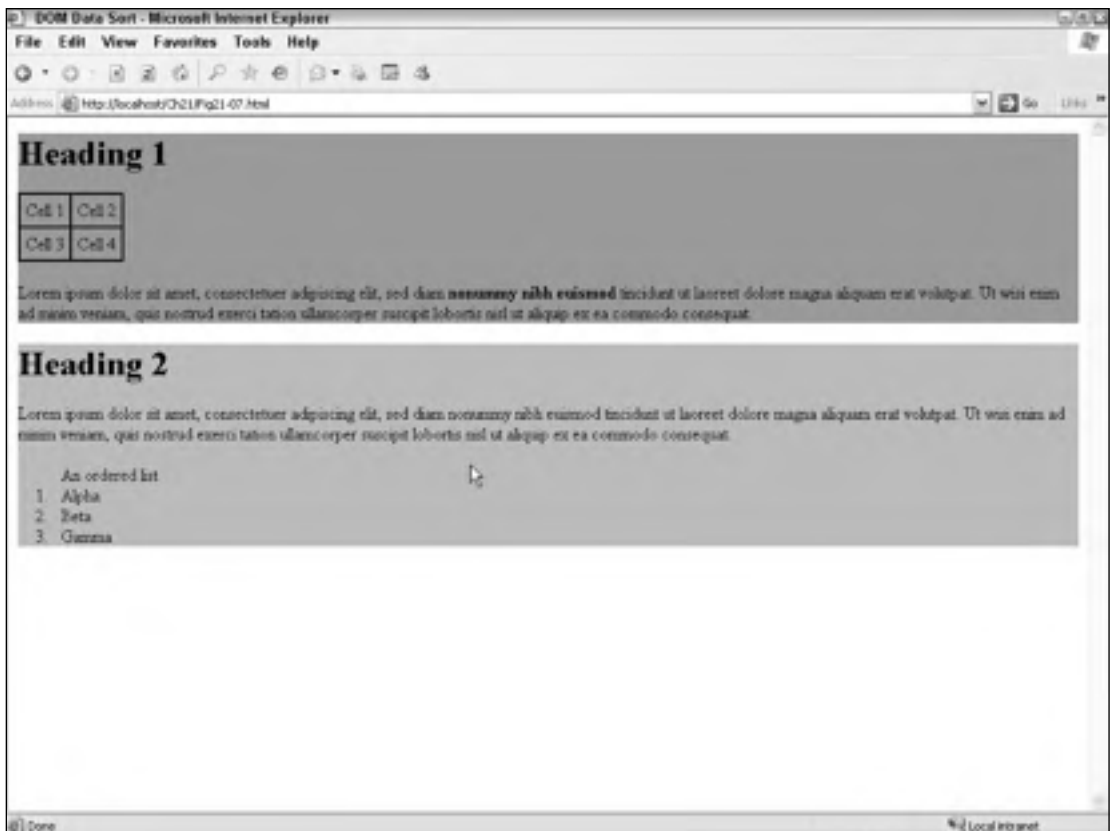 DOM Data Sort - Microsoft Internet Explorer
File Edit View Favorites Tools Help
Address http://localhost/Ch21/Fig21-07.html Go Links
Heading 1
Cell 1 Cell 2
Cell 3 Cell 4
Lorem ipsum dolor sit amet, consectetuer adipiscing elit, sed diam nonummy nibh euismod tincidunt ut laoreet dolore magna aliquam erat volutpat. Ut wisi enim
ad minim veniam, quis nostrud exerci tation ullamcorper suscipit lobortis nisl ut aliquip ex ea commodo consequat.
Heading 2
Lorem ipsum dolor sit amet, consectetuer adipiscing elit, sed diam nonummy nibh euismod tincidunt ut laoreet dolore magna aliquam erat volutpat. Ut wisi enim ad
minim veniam, quis nostrud exerci tation ullamcorper suscipit lobortis nisl ut aliquip ex ea commodo consequat.
An ordered list
1. Alpha
2. Beta
3. Gamma
Done Local intranet